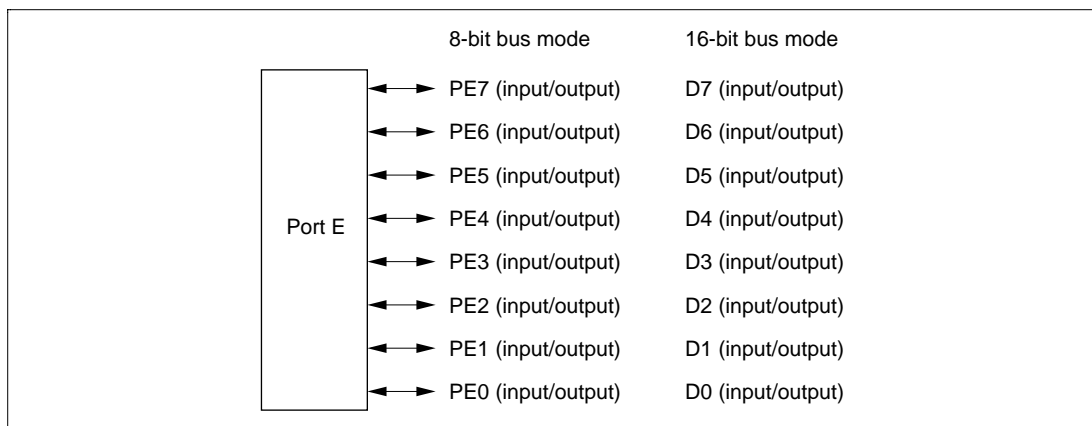 8-bit bus mode 16-bit bus mode
PE7 (input/output) D7 (input/output)
PE6 (input/output) D6 (input/output)
PE5 (input/output) D5 (input/output)
PE4 (input/output) D4 (input/output)
Port E
PE3 (input/output) D3 (input/output)
PE2 (input/output) D2 (input/output)
PE1 (input/output) D1 (input/output)
PE0 (input/output) D0 (input/output)